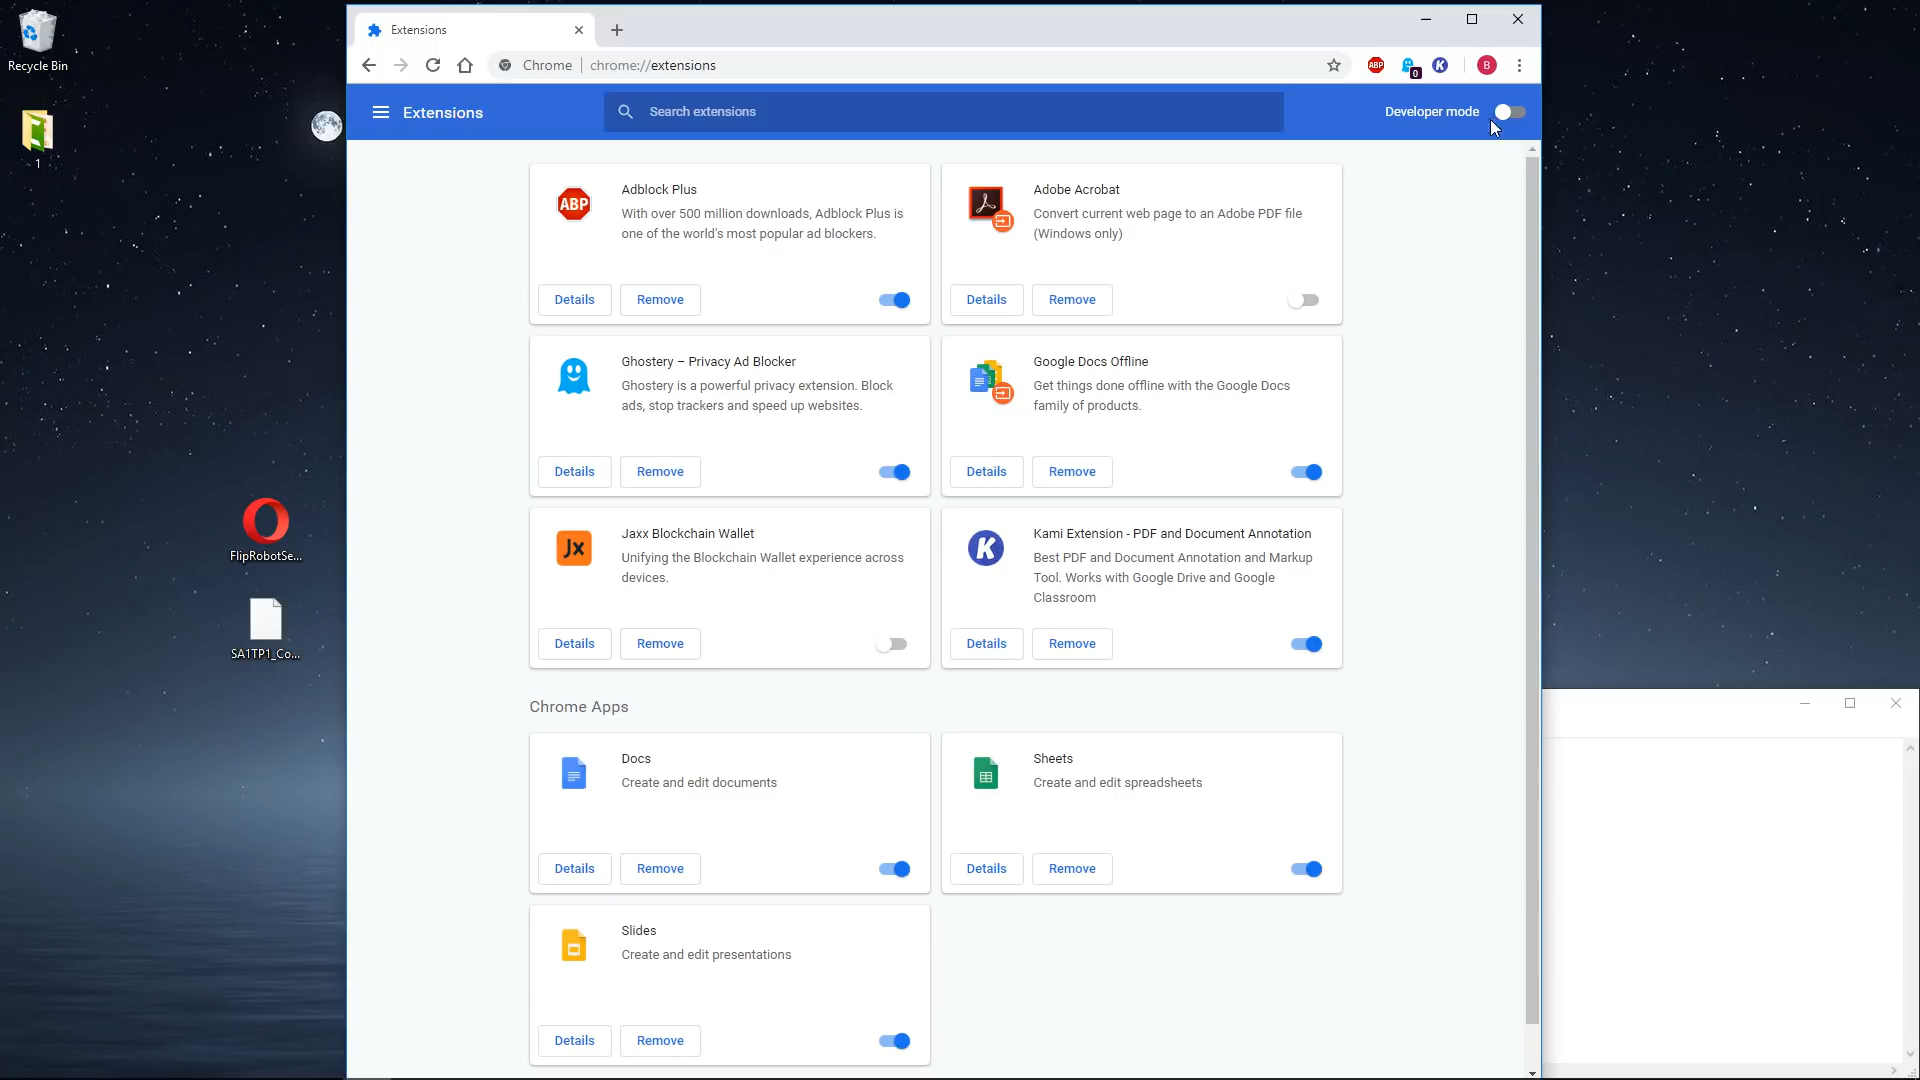 Recycle Bin
1
FlipRobotSe...
SA1TP1_Co...
Extensions
Chrome
chrome://extensions
ABP
0
K
B
Extensions
Search extensions
Developer mode
ABP
Adblock Plus
With over 500 million downloads, Adblock Plus is
one of the world's most popular ad blockers.
Details
Remove
Adobe Acrobat
Convert current web page to an Adobe PDF file
(Windows only)
Details
Remove
Ghostery – Privacy Ad Blocker
Ghostery is a powerful privacy extension. Block
ads, stop trackers and speed up websites.
Details
Remove
Google Docs Offline
Get things done offline with the Google Docs
family of products.
Details
Remove
Jx
Jaxx Blockchain Wallet
Unifying the Blockchain Wallet experience across
devices.
Details
Remove
K
Kami Extension - PDF and Document Annotation
Best PDF and Document Annotation and Markup
Tool. Works with Google Drive and Google
Classroom
Details
Remove
Chrome Apps
Docs
Create and edit documents
Details
Remove
Sheets
Create and edit spreadsheets
Details
Remove
Slides
Create and edit presentations
Details
Remove